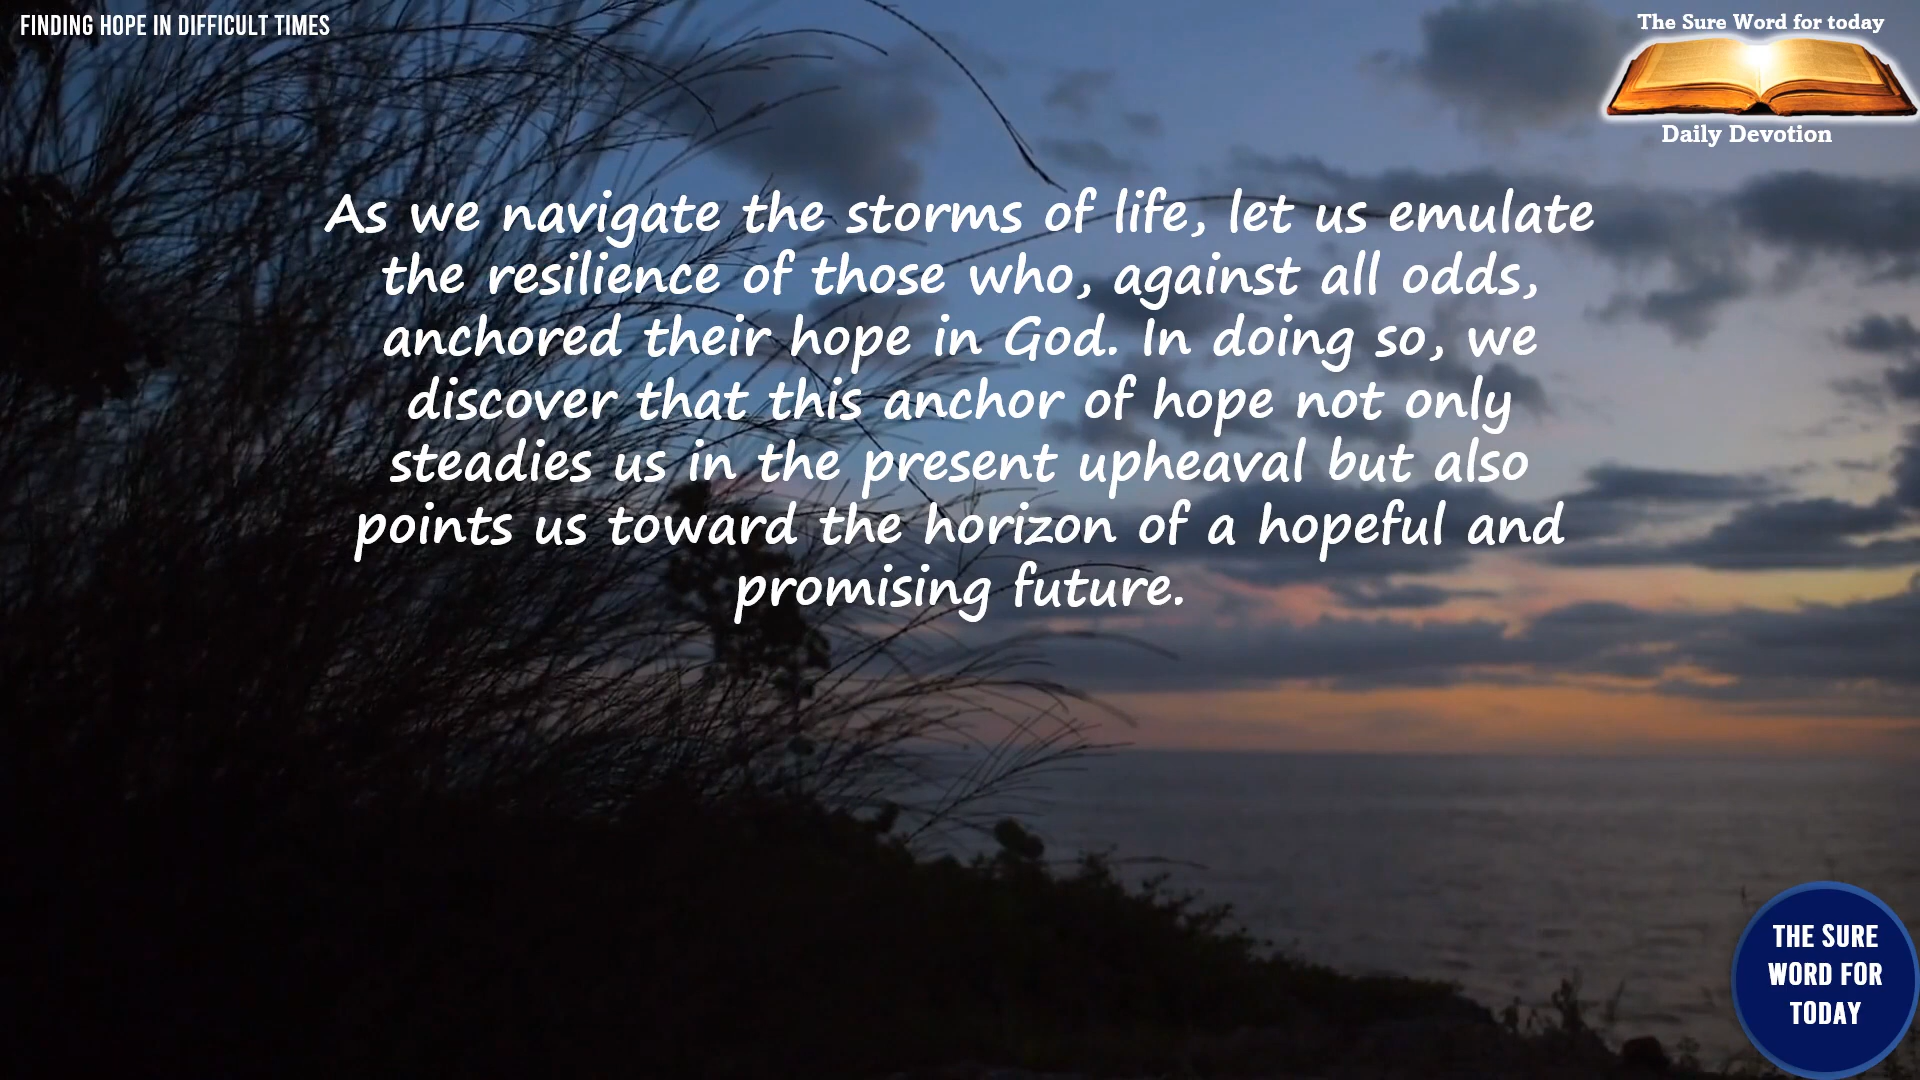 FINDING HOPE IN DIFFICULT TIMES
The Sure Word for today
Daily Devotion
As we navigate the storms of life, let us emulate
the resilience of those who, against all odds,
anchored their hope in God. In doing so, we
discover that this anchor of hope not only
steadies us in the present upheaval but also
points us toward the horizon of a hopeful and
promising future.
THE SURE
WORD FOR
TODAY